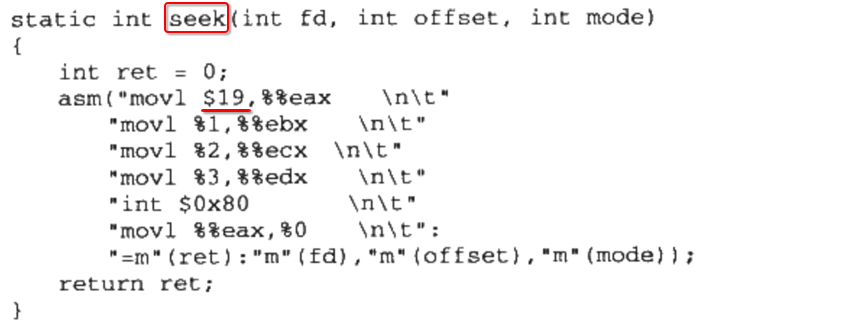 static int seek(int fd, int offset, int mode)
{
    int ret = 0;
    asm("movl $19,%%eax    \n\t"
        "movl %1,%%ebx    \n\t"
        "movl %2,%%ecx  \n\t"
        "movl %3,%%edx    \n\t"
        "int $0x80        \n\t"
        "movl %%eax,%0    \n\t":
        "=m"(ret):"m"(fd),"m"(offset),"m"(mode));
    return ret;
}